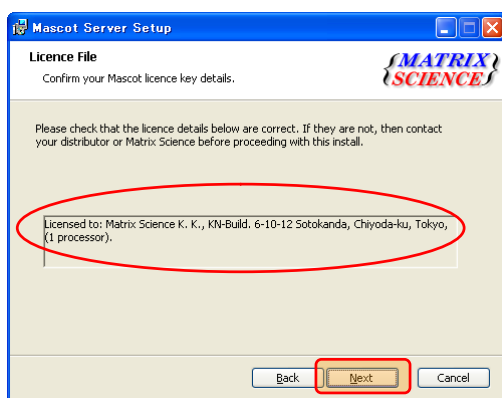 Mascot Server Setup
Licence File
Confirm your Mascot licence key details.
{MATRIX}
{SCIENCE}
Please check that the licence details below are correct. If they are not, then contact
your distributor or Matrix Science before proceeding with this install.
Licensed to: Matrix Science K. K., KN-Build. 6-10-12 Sotokanda, Chiyoda-ku, Tokyo,
(1 processor).
Back Next Cancel